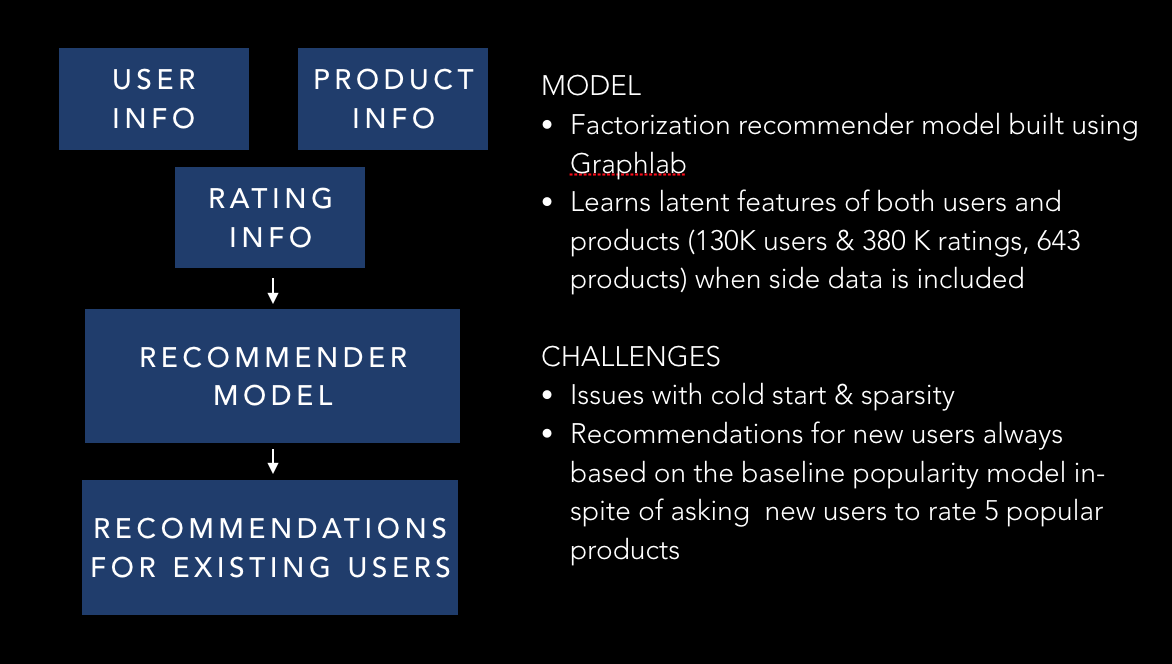 USER
INFO
PRODUCT
INFO
RATING
INFO
RECOMMENDER
MODEL
RECOMMENDATIONS
FOR EXISTING USERS
MODEL
• Factorization recommender model built using
Graphlab
• Learns latent features of both users and
products (130K users & 380 K ratings, 643
products) when side data is included
CHALLENGES
• Issues with cold start & sparsity
• Recommendations for new users always
based on the baseline popularity model in-
spite of asking  new users to rate 5 popular
products